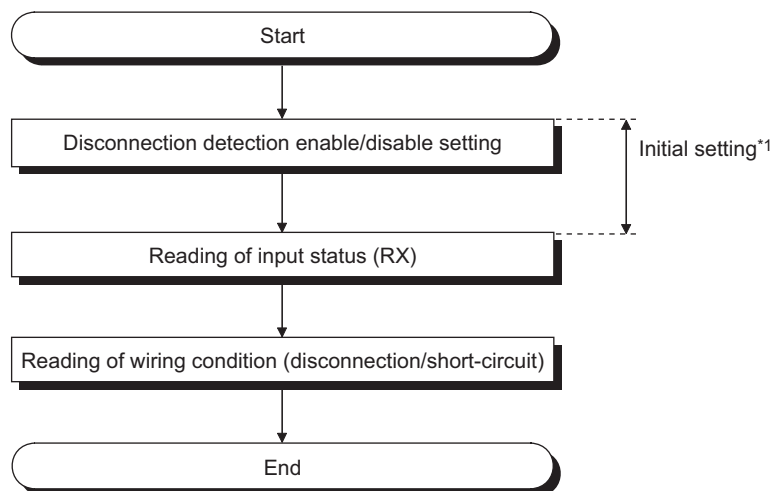 Start
Disconnection detection enable/disable setting
Initial setting*1
Reading of input status (RX)
Reading of wiring condition (disconnection/short-circuit)
End